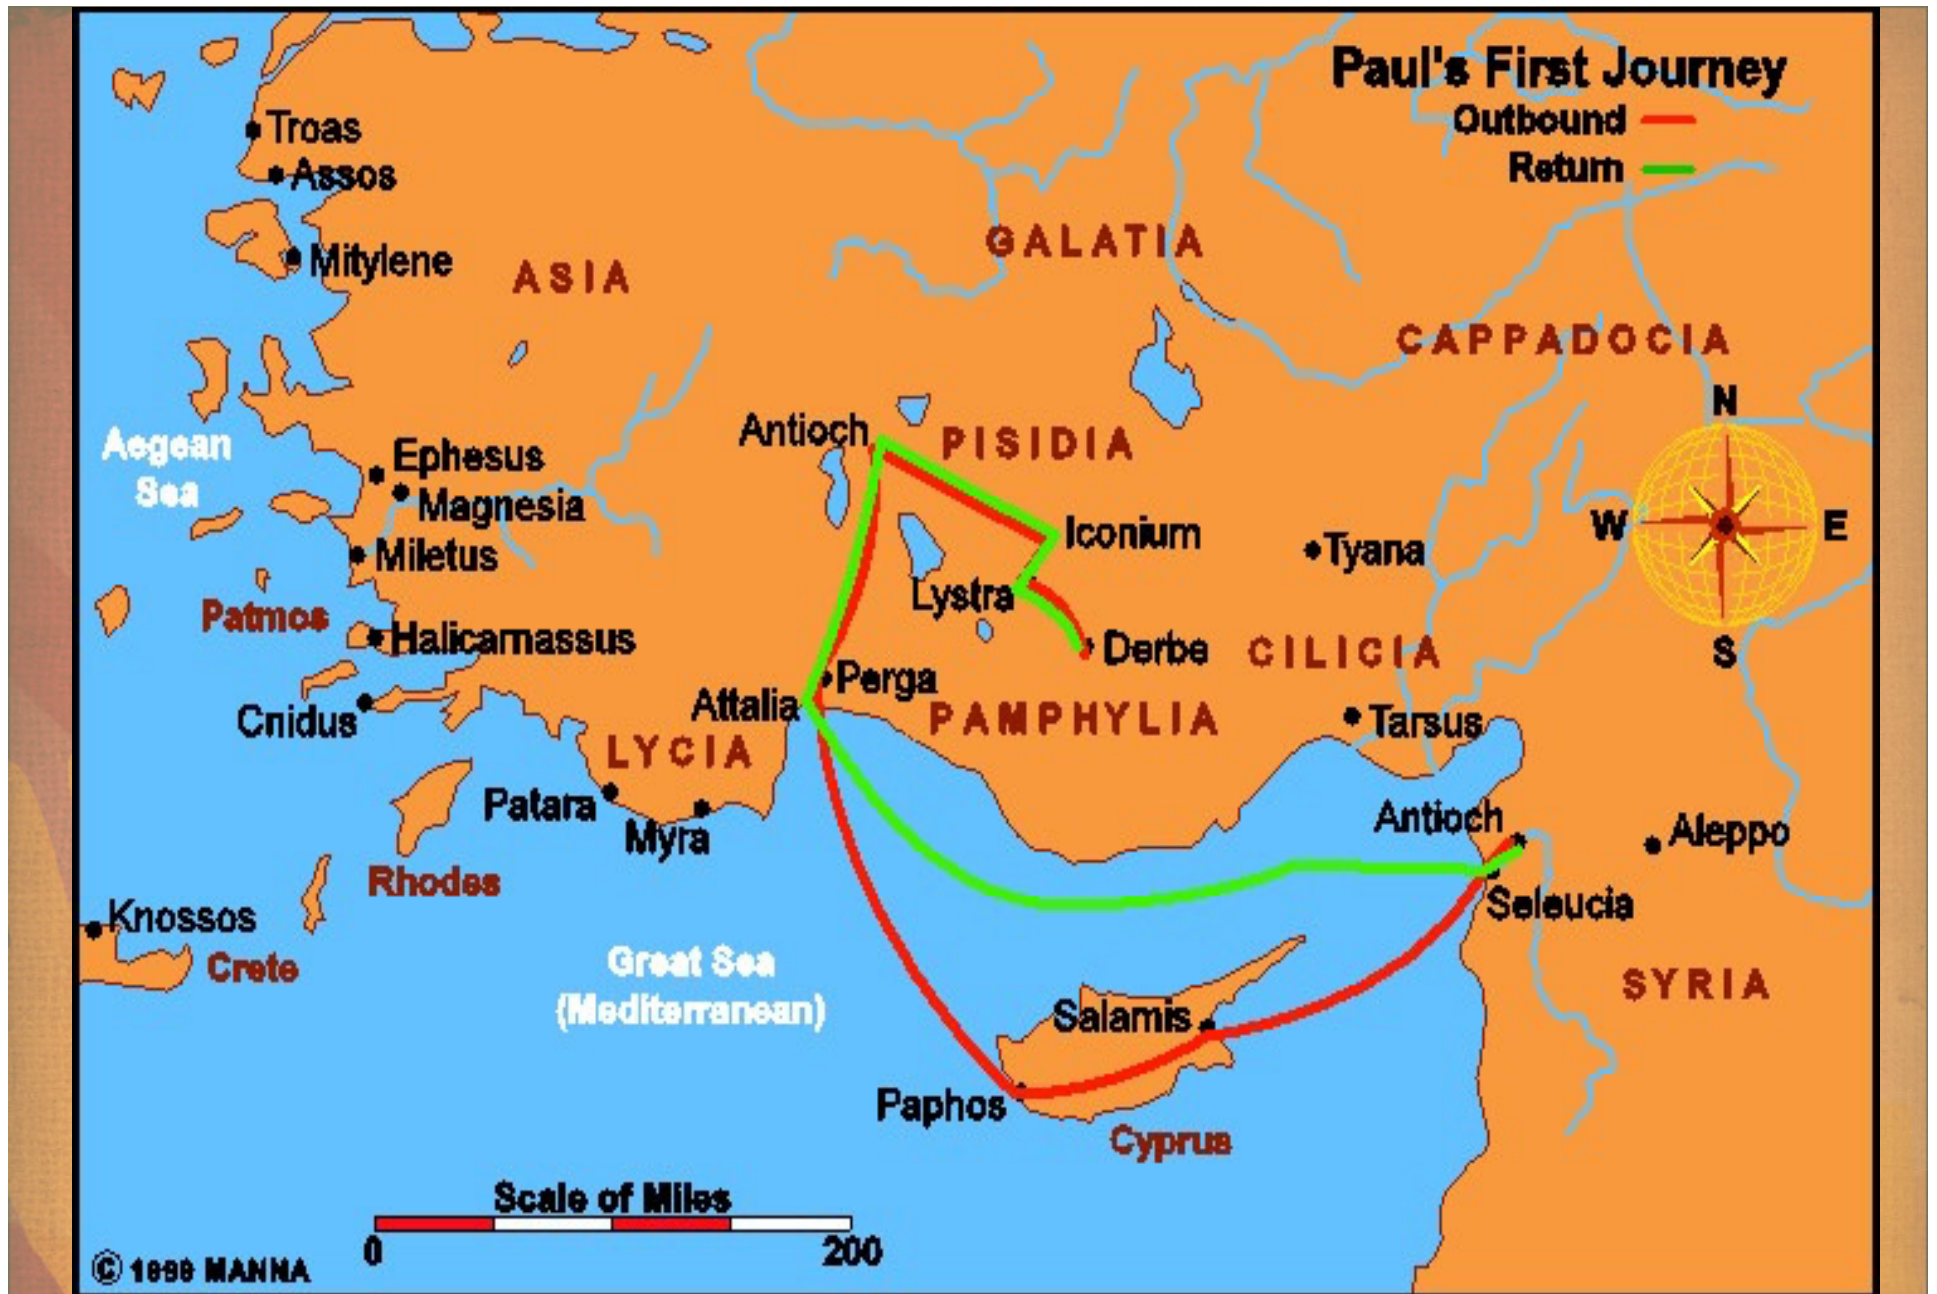 Paul's First Journey
Outbound
Return
Troas
Assos
Mitylene
ASIA
GALATIA
CAPPADOCIA
N
Antioch
PISIDIA
Aegean
Sea
Ephesus
Magnesia
W
E
Iconium
Tyana
Miletus
Lystra
Patmos
Halicarnassus
Derbe
CILICIA
S
Perga
Attalia
Cnidus
PAMPHYLIA
Tarsus
LYCIA
Patara
Myra
Antioch
Aleppo
Rhodes
Seleucia
Knossos
Crete
Great Sea
(Mediterranean)
SYRIA
Salamis
Paphos
Cyprus
Scale of Miles
0
200
© 1999 MANNA